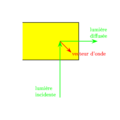 lumière
diffusée
vecteur d'onde
lumière
incidente